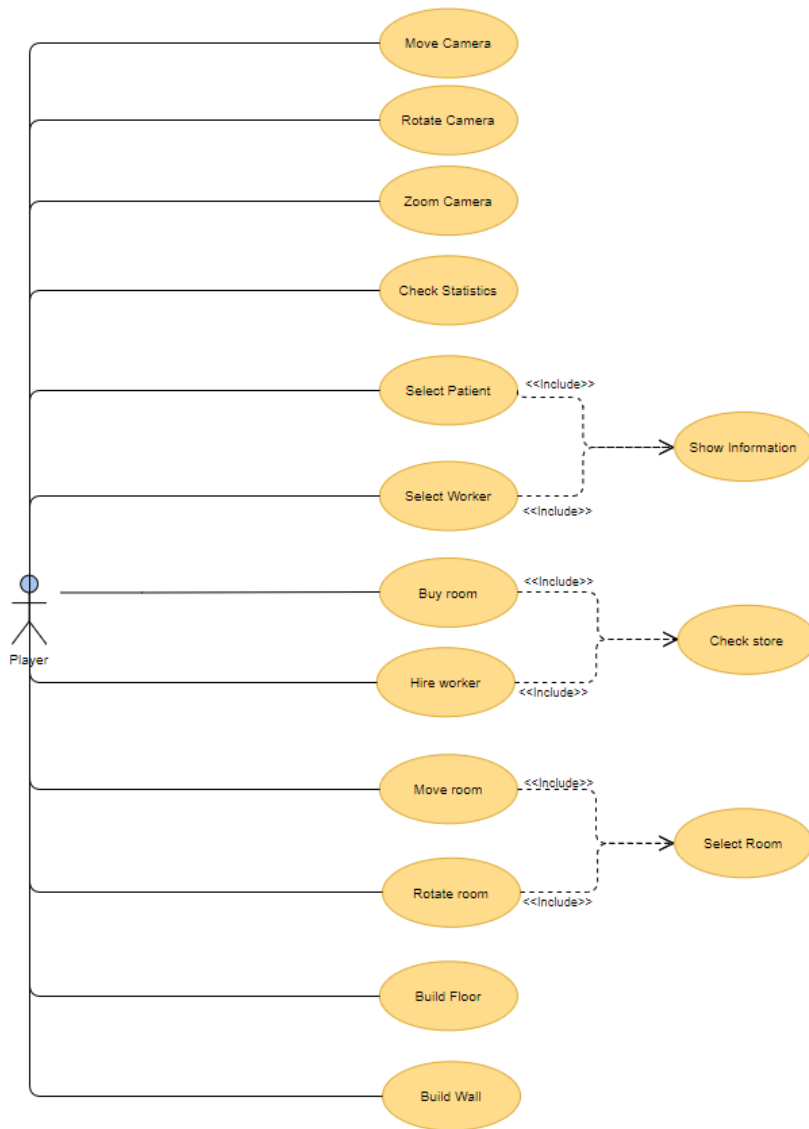 Move Camera
Rotate Camera
Zoom Camera
Check Statistics
Select Patient
<<Include>>
Show Information
Select Worker
<<Include>>
Player
Buy room
<<Include>>
Check store
Hire worker
<<Include>>
Move room
<<Include>>
Select Room
Rotate room
<<Include>>
Build Floor
Build Wall